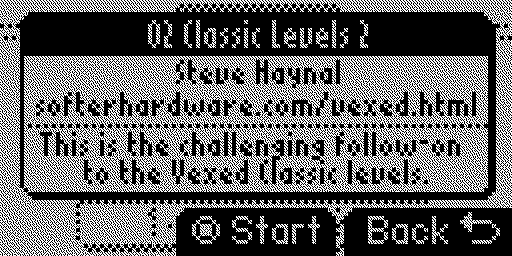 02 Classic Levels 2
Steve Haynal
softerhardware.com/vexed.html
This is the challenging follow-on
to the Vexed Classic levels.
Start
Back